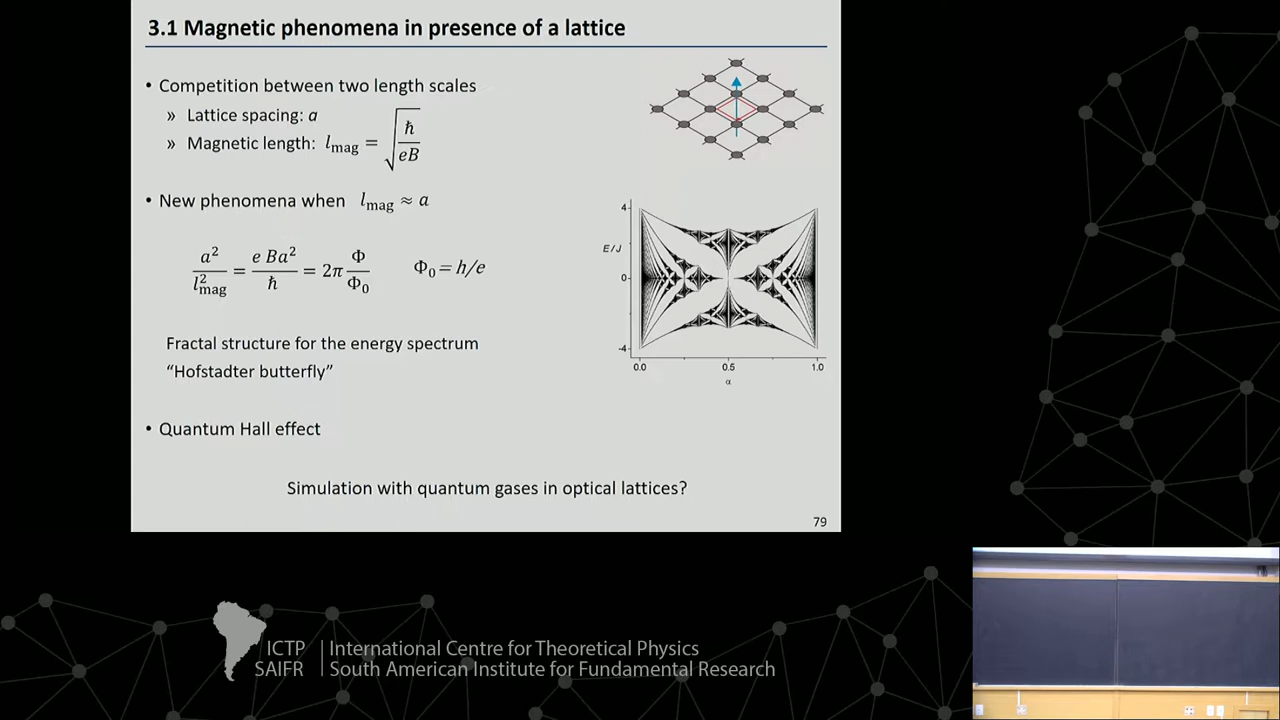 3.1 Magnetic phenomena in presence of a lattice
• Competition between two length scales
» Lattice spacing: a
» Magnetic length: l_mag = √(ħ/eB)
• New phenomena when l_mag ≈ a
a²/l²_mag = e Ba²/ħ = 2π Φ/Φ₀   Φ₀ = h/e
Fractal structure for the energy spectrum
“Hofstadter butterfly”
• Quantum Hall effect
Simulation with quantum gases in optical lattices?
79
4
E/J
0
-4
0.0 0.5 1.0
α
ICTP | International Centre for Theoretical Physics
SAIFR | South American Institute for Fundamental Research